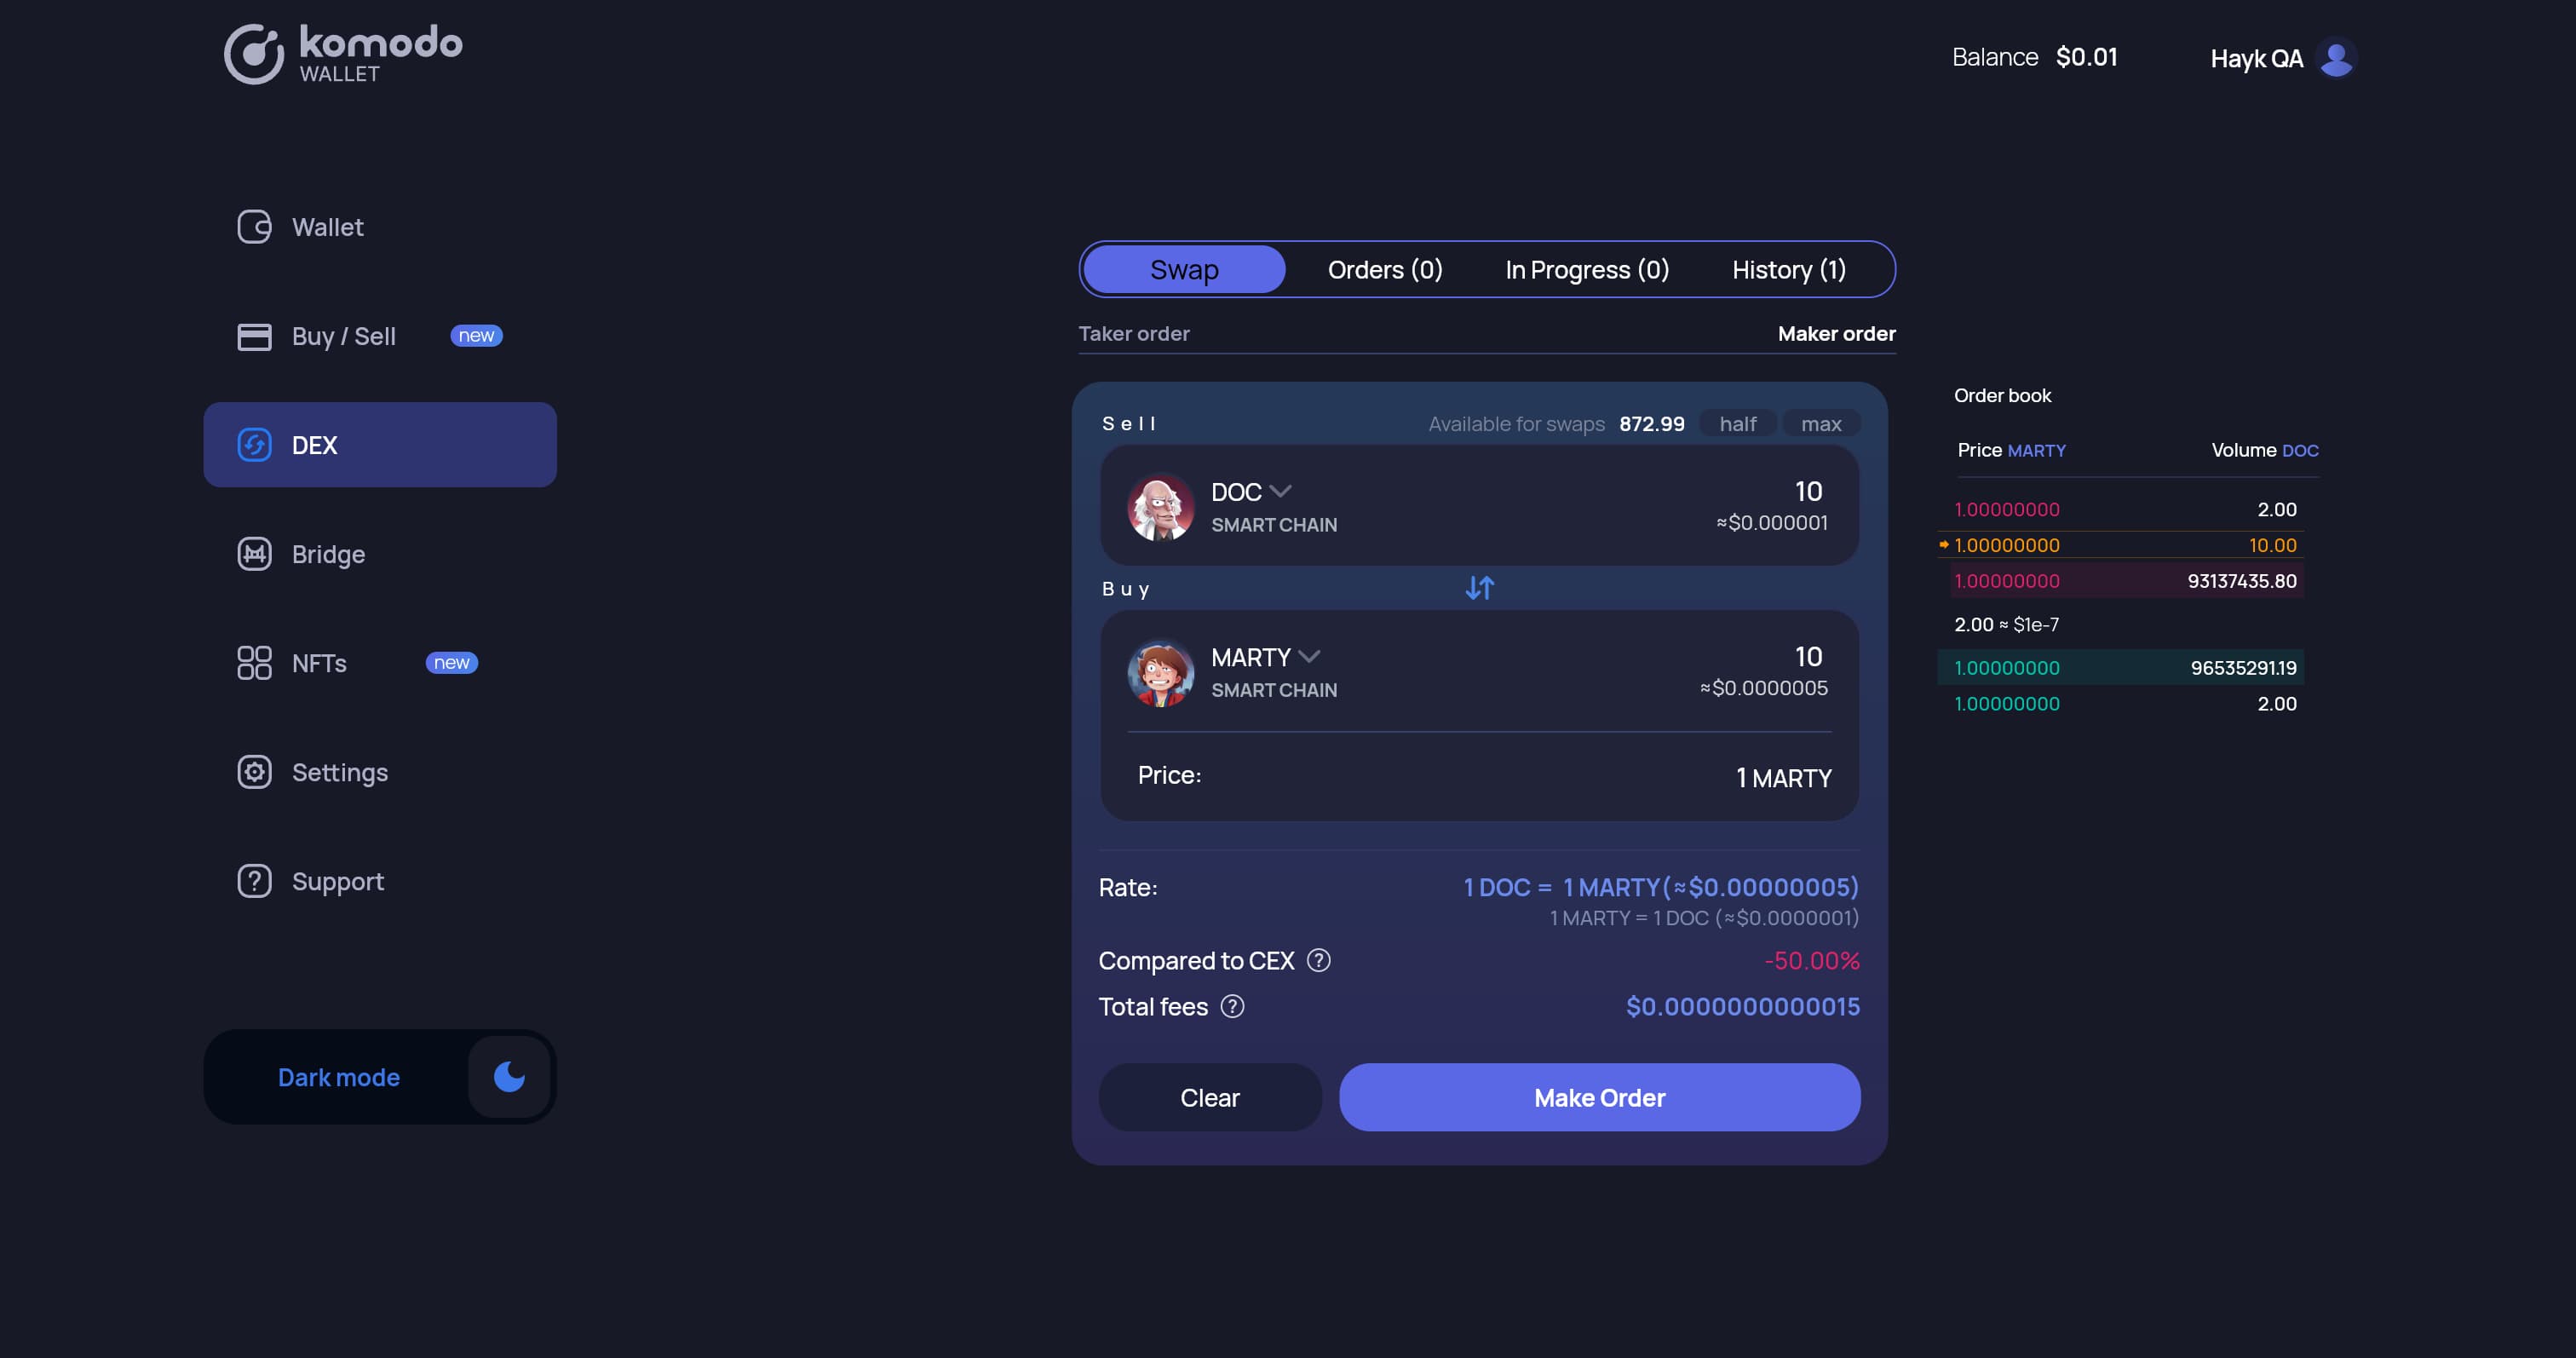 komodo
WALLET
Balance $0.01
Hayk QA
Wallet
Buy / Sell new
DEX
Bridge
NFTs new
Settings
Support
Dark mode
Swap Orders (0) In Progress (0) History (1)
Taker order Maker order
Sell Available for swaps 872.99 half max
DOC 10
SMART CHAIN ≈$0.000001
Buy
MARTY 10
SMART CHAIN ≈$0.0000005
Price: 1 MARTY
Rate: 1 DOC = 1 MARTY(≈$0.00000005)
1 MARTY = 1 DOC (≈$0.0000001)
Compared to CEX ? -50.00%
Total fees ? $0.0000000000015
Clear Make Order
Order book
Price MARTY Volume DOC
1.00000000 2.00
1.00000000 10.00
1.00000000 93137435.80
2.00 ≈ $1e-7
1.00000000 96535291.19
1.00000000 2.00